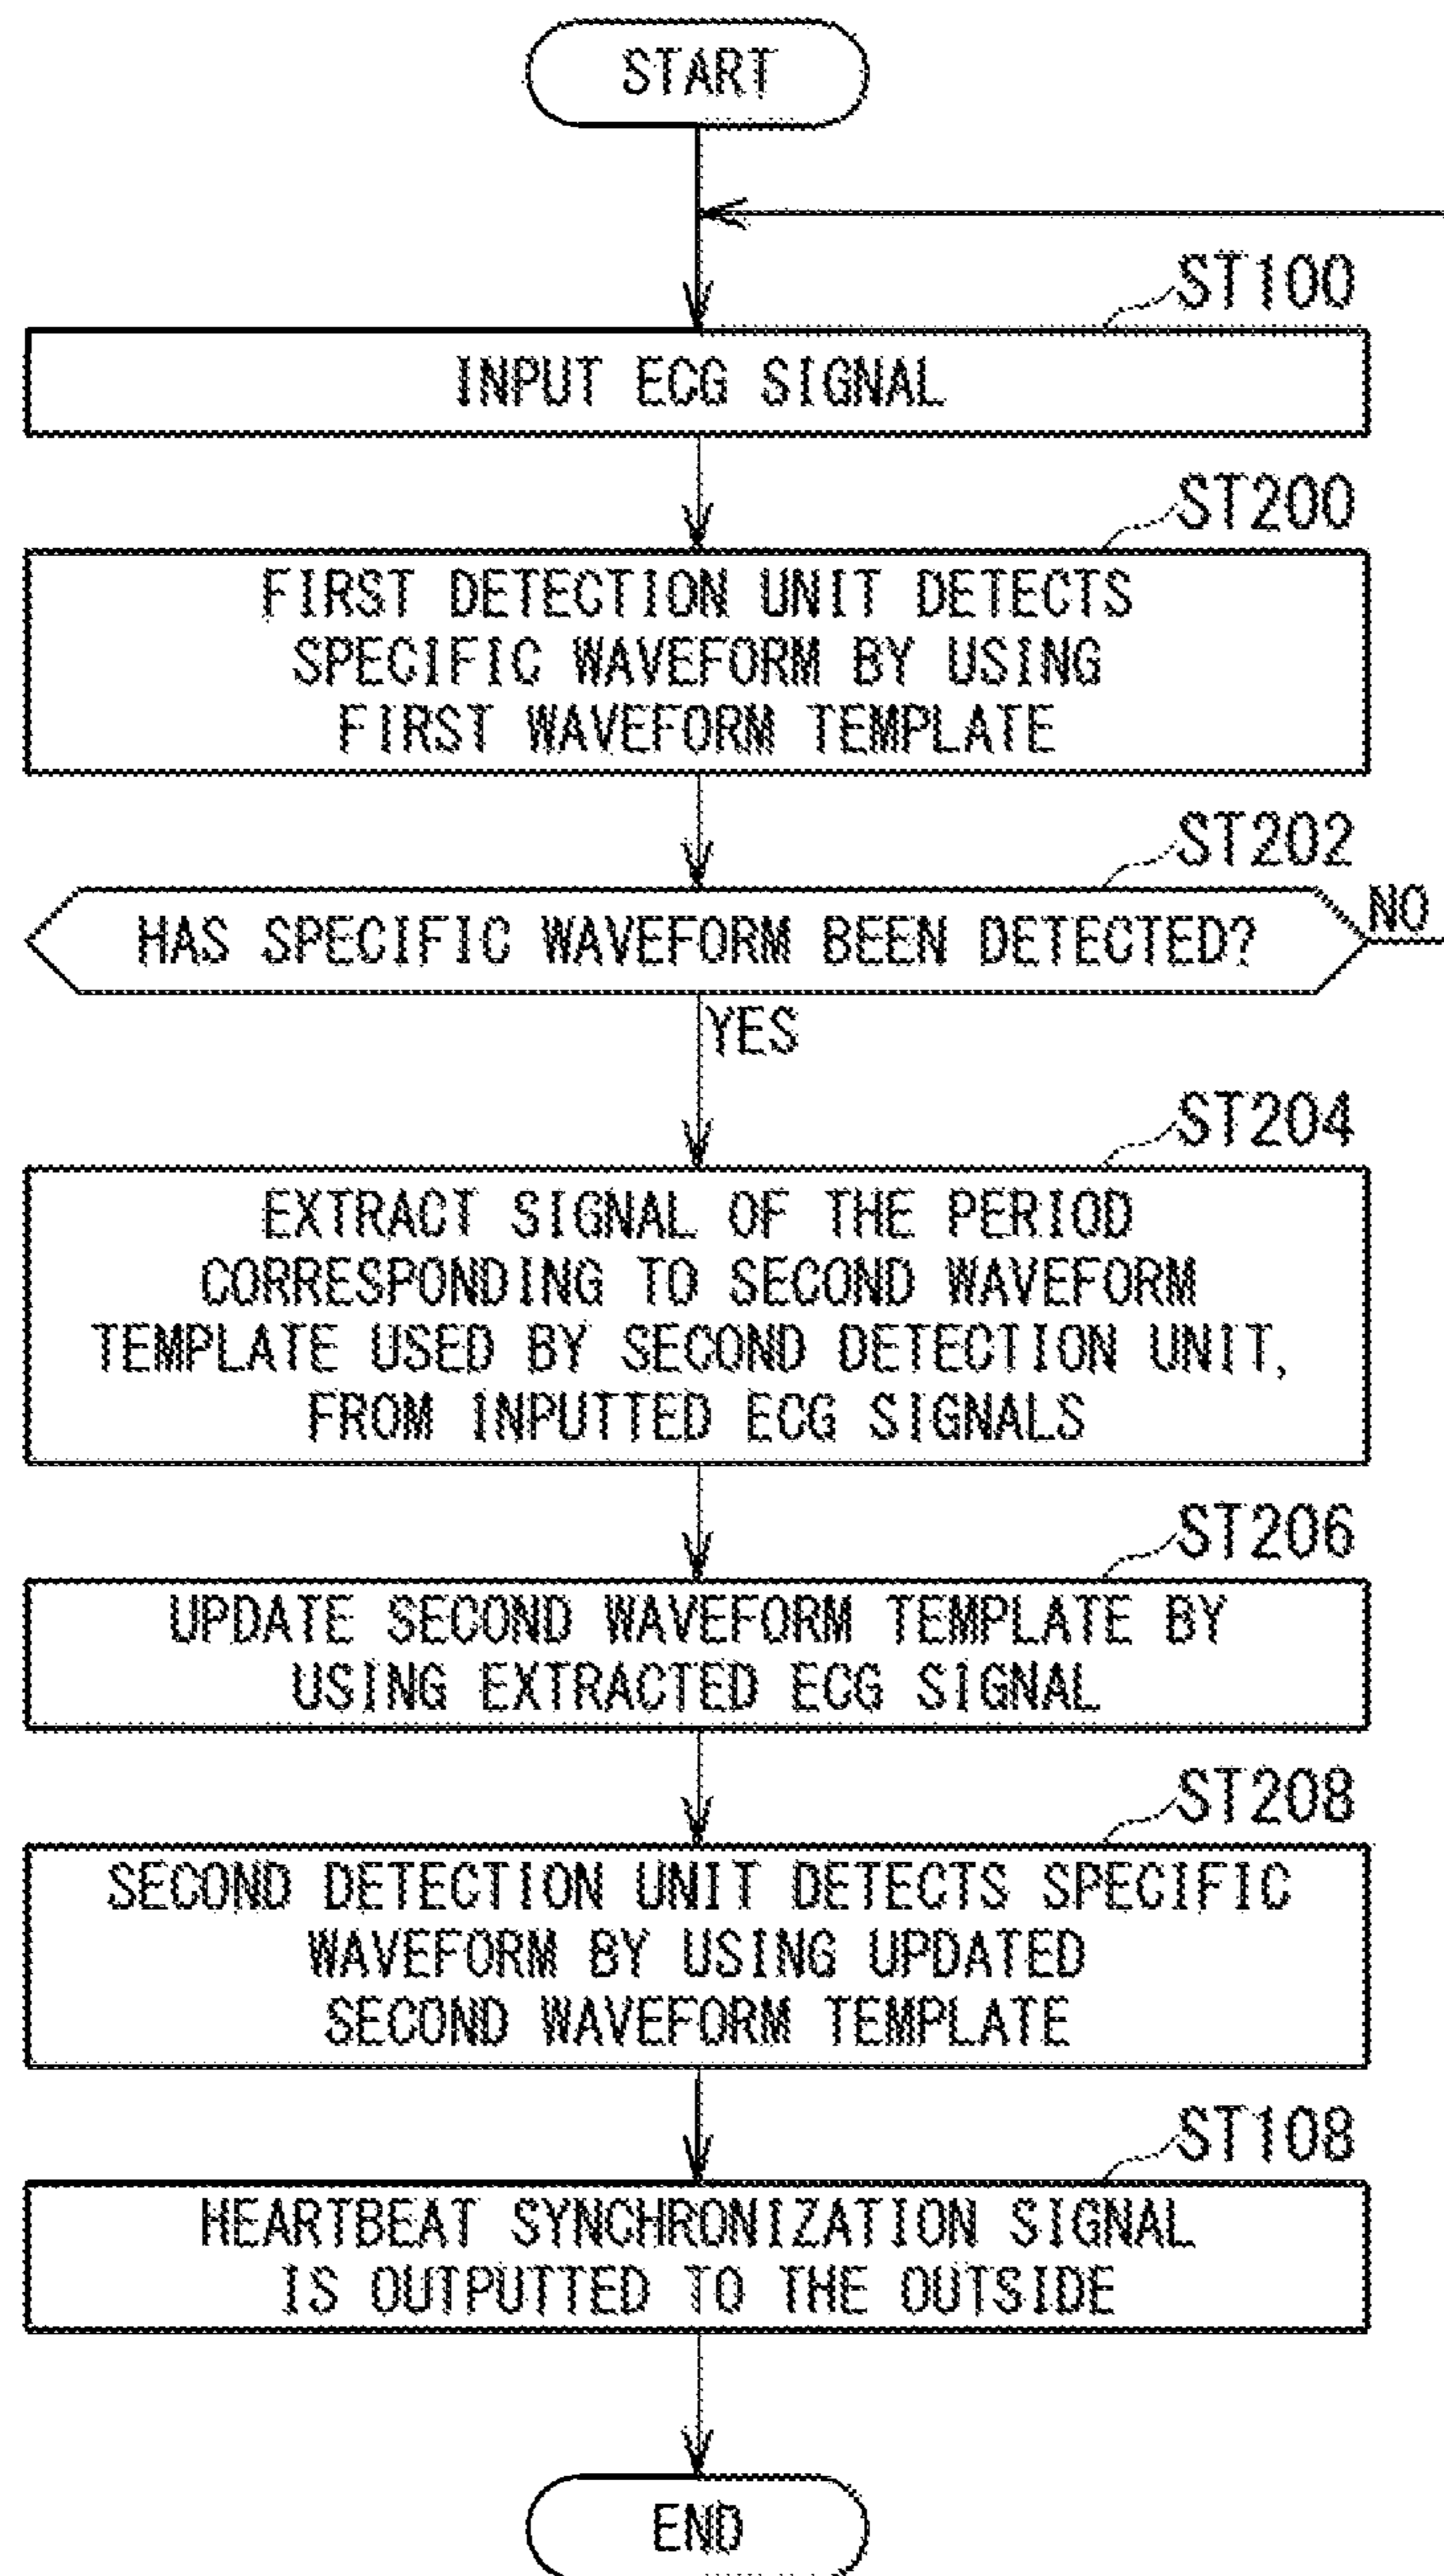 START
ST100
INPUT ECG SIGNAL
ST200
FIRST DETECTION UNIT DETECTS
SPECIFIC WAVEFORM BY USING
FIRST WAVEFORM TEMPLATE
ST202
HAS SPECIFIC WAVEFORM BEEN DETECTED?
NO
YES
ST204
EXTRACT SIGNAL OF THE PERIOD
CORRESPONDING TO SECOND WAVEFORM
TEMPLATE USED BY SECOND DETECTION UNIT,
FROM INPUTTED ECG SIGNALS
ST206
UPDATE SECOND WAVEFORM TEMPLATE BY
USING EXTRACTED ECG SIGNAL
ST208
SECOND DETECTION UNIT DETECTS SPECIFIC
WAVEFORM BY USING UPDATED
SECOND WAVEFORM TEMPLATE
ST108
HEARTBEAT SYNCHRONIZATION SIGNAL
IS OUTPUTTED TO THE OUTSIDE
END